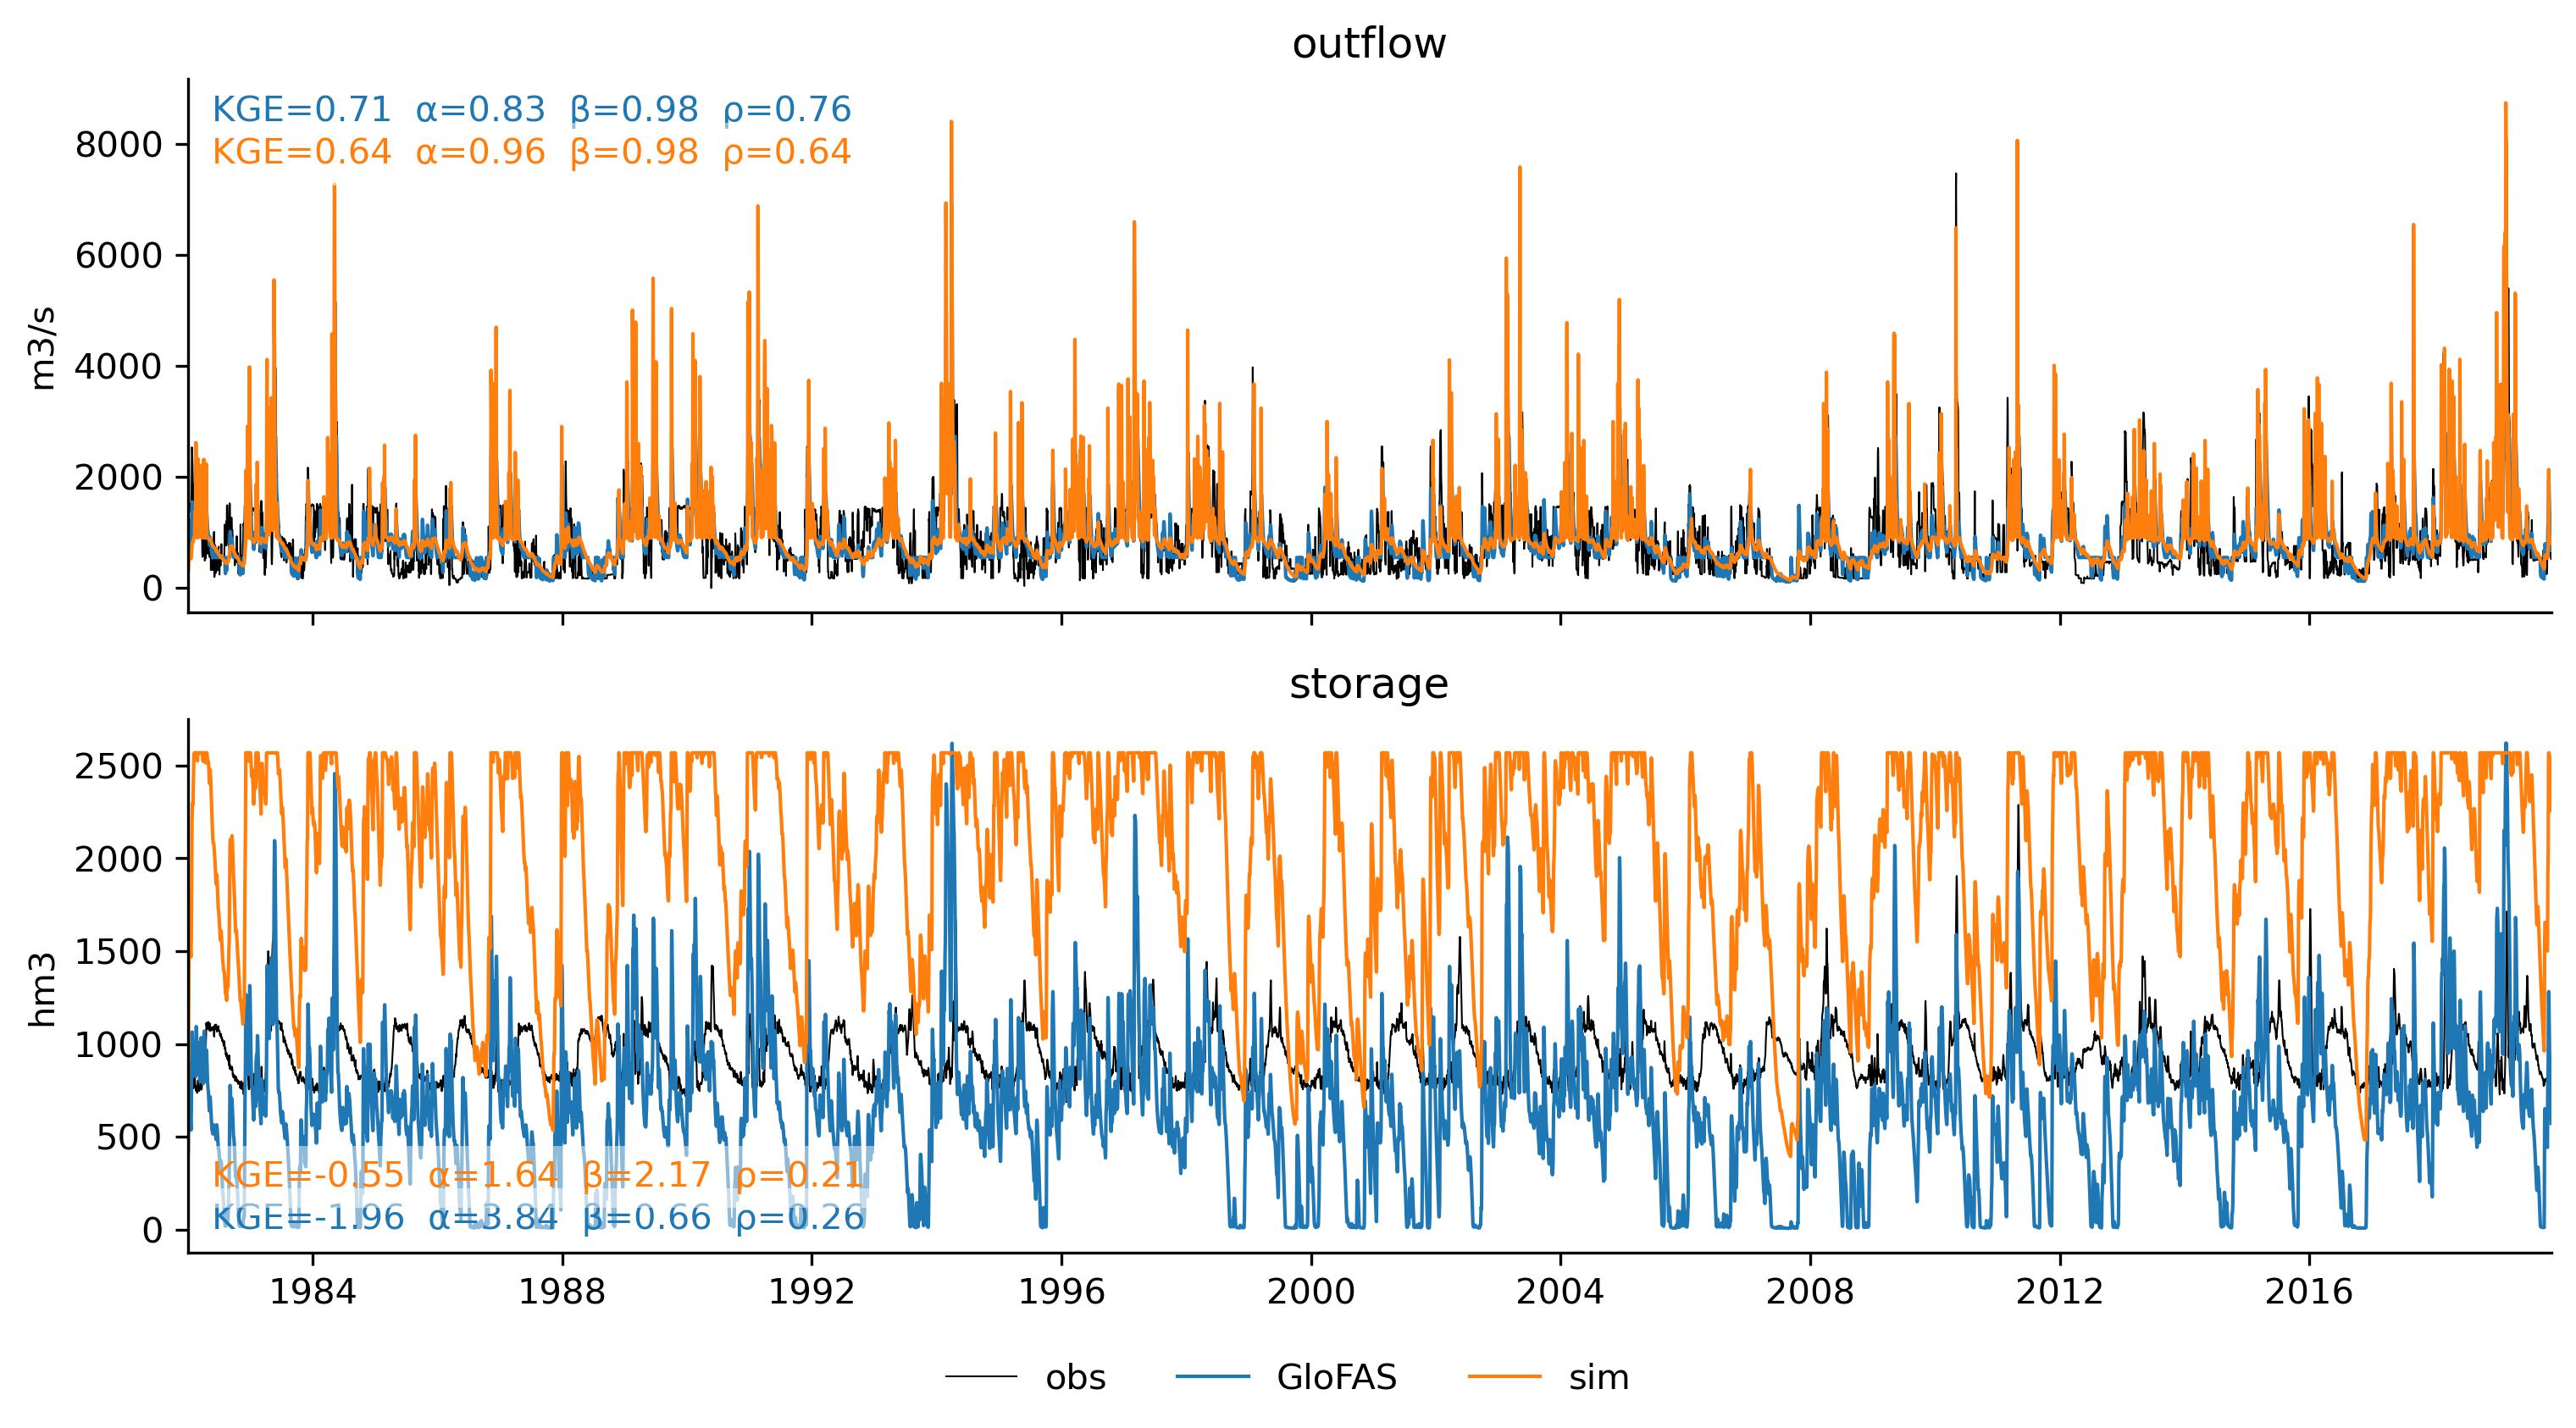 outflow
KGE=0.71 α=0.83 β=0.98 ρ=0.76
KGE=0.64 α=0.96 β=0.98 ρ=0.64
8000
6000
4000
2000
0
m3/s
storage
2500
2000
1500
1000
500
0
hm3
KGE=-0.55 α=1.64 β=2.17 ρ=0.21
KGE=-1.96 α=3.84 β=0.66 ρ=0.26
1984 1988 1992 1996 2000 2004 2008 2012 2016
obs GloFAS sim